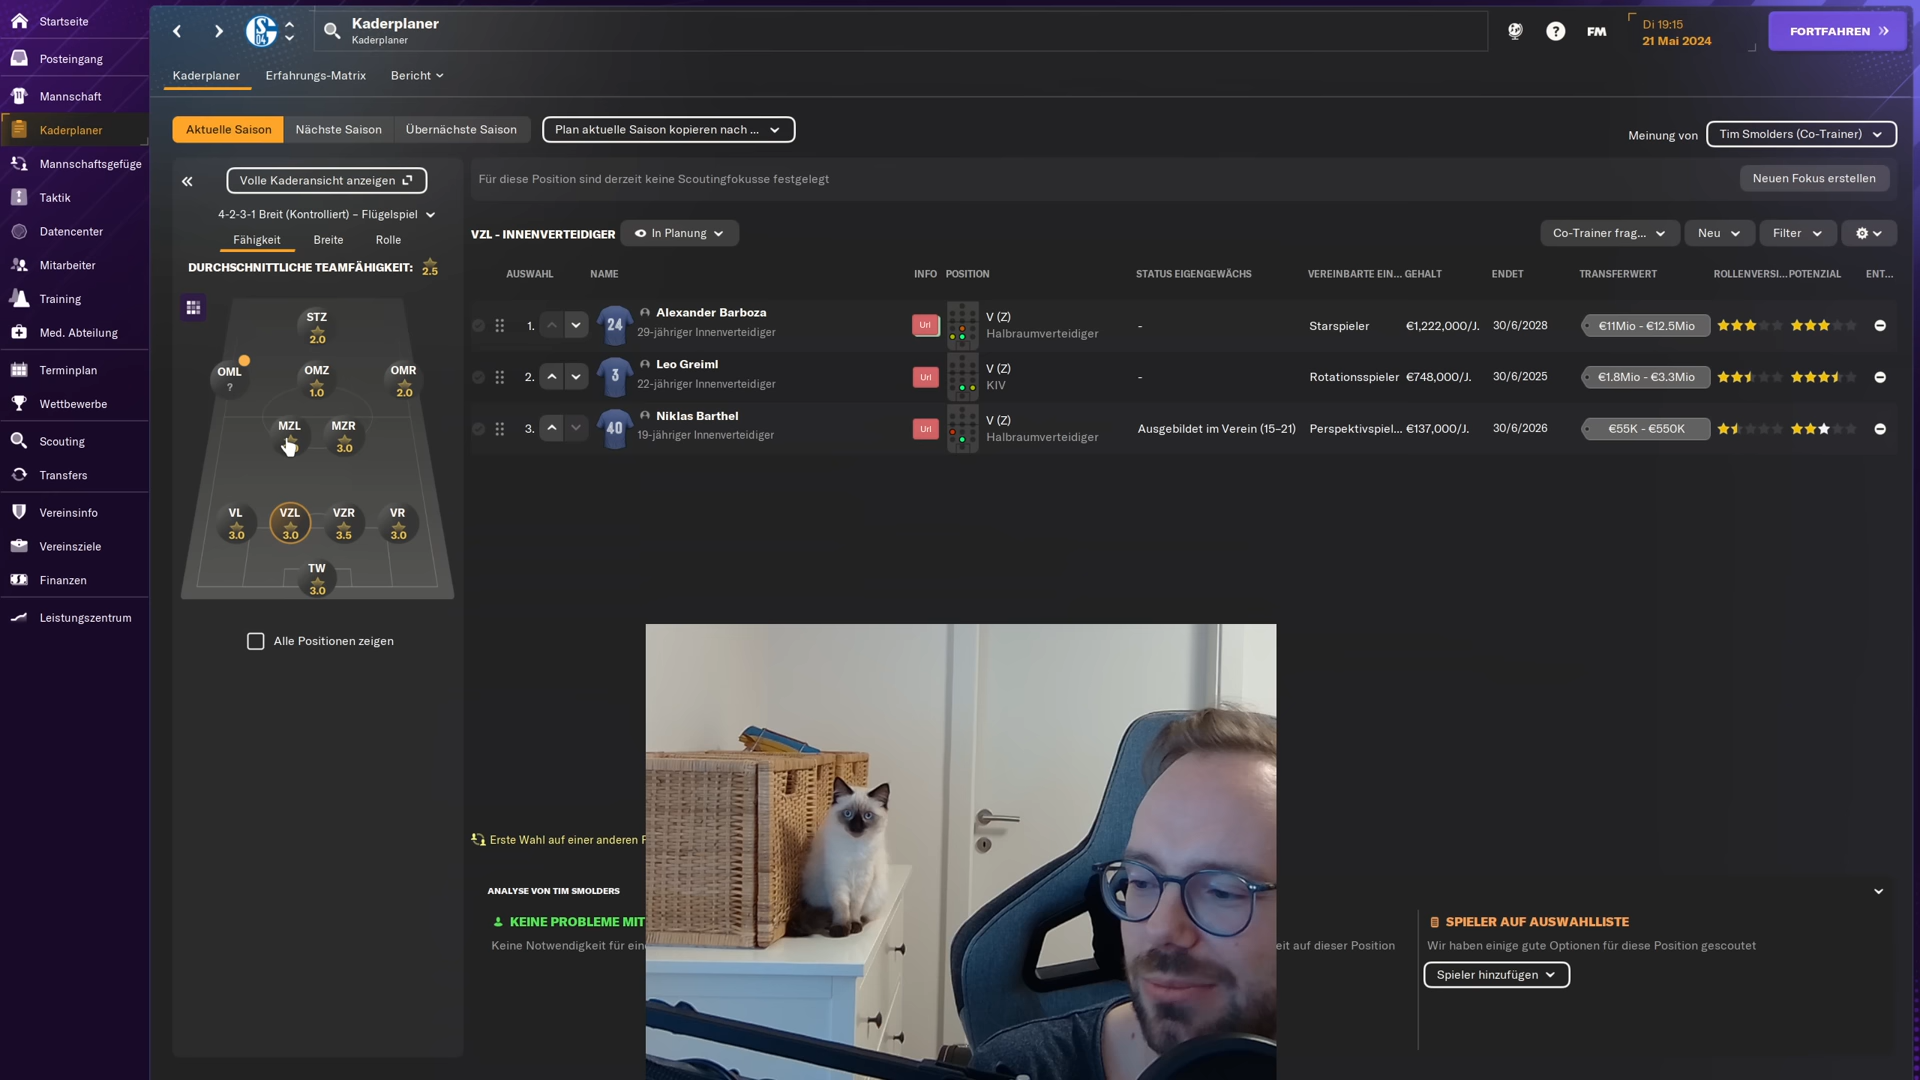 Startseite
Posteingang
Mannschaft
Kaderplaner
Mannschaftsgefüge
Taktik
Datencenter
Mitarbeiter
Training
Med. Abteilung
Terminplan
Wettbewerbe
Scouting
Transfers
Vereinsinfo
Vereinsziele
Finanzen
Leistungszentrum
S04
Kaderplaner
Kaderplaner
FM
Di 19:15
21 Mai 2024
FORTFAHREN
Kaderplaner Erfahrungs-Matrix Bericht
Aktuelle Saison Nächste Saison Übernächste Saison Plan aktuelle Saison kopieren nach ...
Meinung von Tim Smolders (Co-Trainer)
Volle Kaderansicht anzeigen
4-2-3-1 Breit (Kontrolliert) – Flügelspiel
Fähigkeit Breite Rolle
DURCHSCHNITTLICHE TEAMFÄHIGKEIT: 2.5
STZ
2.0
OML OMZ OMR
? 1.0 2.0
MZL MZR
3.0
VL VZL VZR VR
3.0 3.0 3.5 3.0
TW
3.0
Alle Positionen zeigen
Für diese Position sind derzeit keine Scoutingfokusse festgelegt
Neuen Fokus erstellen
VZL - INNENVERTEIDIGER In Planung
Co-Trainer frag... Neu Filter
AUSWAHL NAME INFO POSITION STATUS EIGENGEWÄCHS VEREINBARTE EIN... GEHALT ENDET TRANSFERWERT ROLLENVERSI... POTENZIAL ENT...
1. 24 Alexander Barboza Url V (Z) - Starspieler €1,222,000/J. 30/6/2028 €11Mio - €12.5Mio
29-jähriger Innenverteidiger Halbraumverteidiger
2. 3 Leo Greiml Url V (Z) - Rotationsspieler €748,000/J. 30/6/2025 €1.8Mio - €3.3Mio
22-jähriger Innenverteidiger KIV
3. 40 Niklas Barthel Url V (Z) Ausgebildet im Verein (15–21) Perspektivspiel... €137,000/J. 30/6/2026 €55K - €550K
19-jähriger Innenverteidiger Halbraumverteidiger
Erste Wahl auf einer anderen
ANALYSE VON TIM SMOLDERS
KEINE PROBLEME MIT
Keine Notwendigkeit für
eit auf dieser Position
SPIELER AUF AUSWAHLLISTE
Wir haben einige gute Optionen für diese Position gescoutet
Spieler hinzufügen